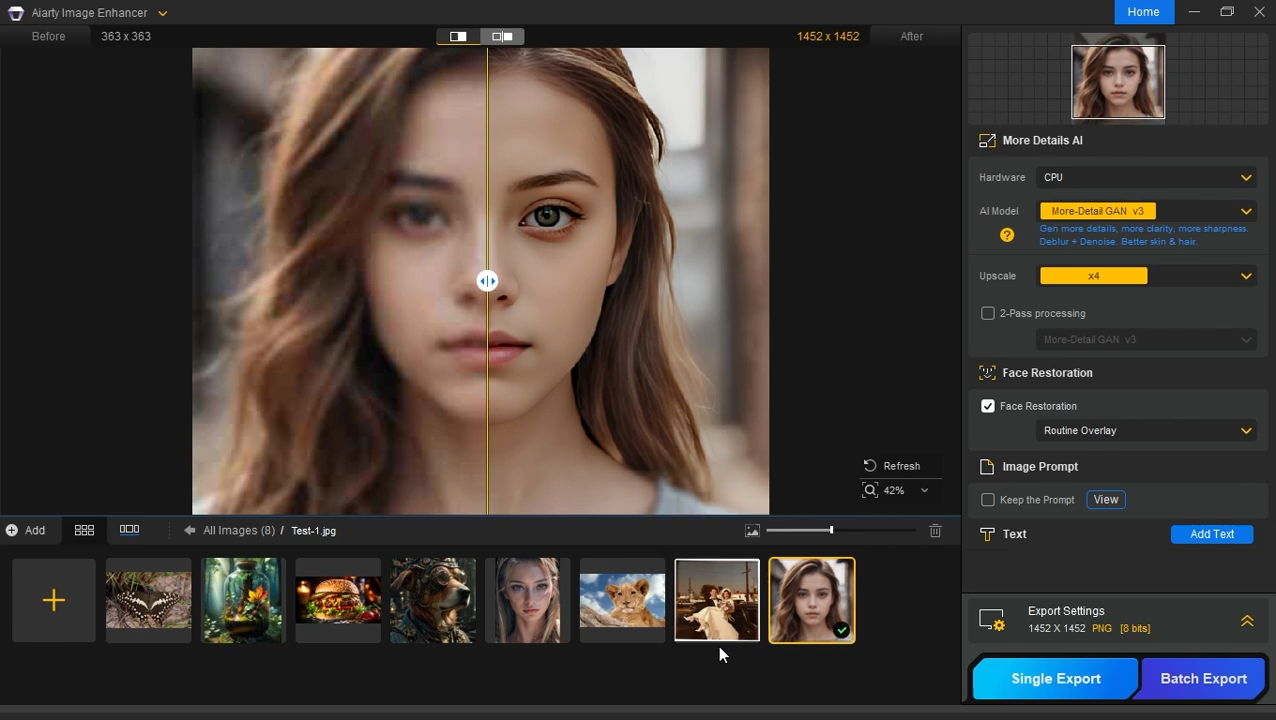 Aiarty Image Enhancer
Home
Before
363 x 363
1452 x 1452
After
More Details AI
Hardware
CPU
AI Model
More-Detail GAN v3
Gen more details, more clarity, more sharpness.
Deblur + Denoise. Better skin & hair.
?
Upscale
x4
2-Pass processing
More-Detail GAN v3
Face Restoration
Face Restoration
Routine Overlay
Refresh
42%
Image Prompt
Keep the Prompt
View
Add
All Images (8) / Test-1.jpg
Text
Add Text
Export Settings
1452 X 1452 PNG [8 bits]
Single Export
Batch Export